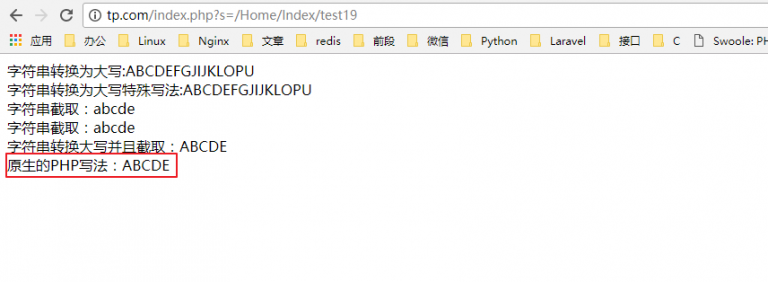 tp.com/index.php?s=/Home/Index/test19
应用 办公 Linux Nginx 文章 redis 前段 微信 Python Laravel 接口 C Swoole: PH
字符串转换为大写:ABCDEFGJIJKLOPU
字符串转换为大写特殊写法:ABCDEFGJIJKLOPU
字符串截取：abcde
字符串截取：abcde
字符串转换大写并且截取：ABCDE
原生的PHP写法：ABCDE